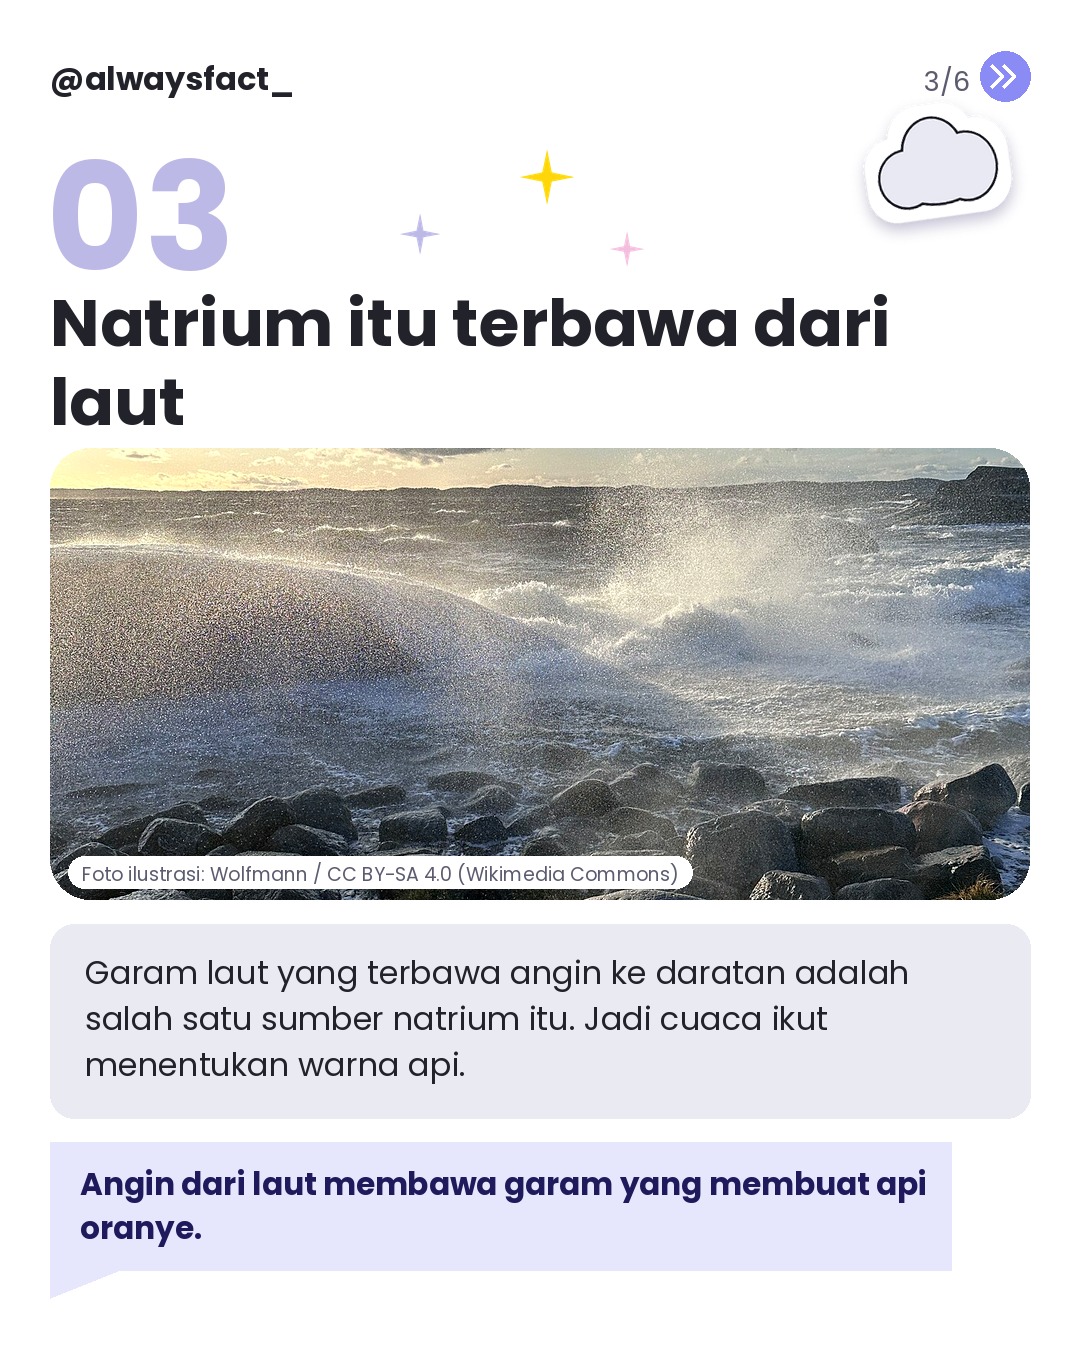 @alwaysfact_
3/6
03
Natrium itu terbawa dari
laut
Foto ilustrasi: Wolfmann / CC BY-SA 4.0 (Wikimedia Commons)
Garam laut yang terbawa angin ke daratan adalah
salah satu sumber natrium itu. Jadi cuaca ikut
menentukan warna api.
Angin dari laut membawa garam yang membuat api
oranye.